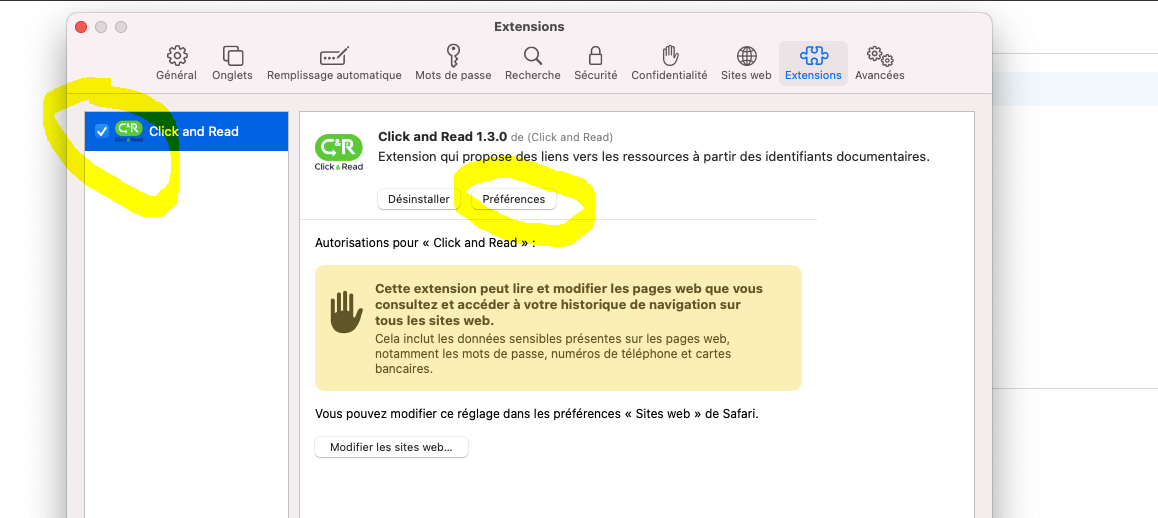 Extensions
Général Onglets Remplissage automatique Mots de passe Recherche Sécurité Confidentialité Sites web Extensions Avancées
C&R
Click and Read
Click and Read
C&R
Click & Read
Click and Read 1.3.0 de (Click and Read)
Extension qui propose des liens vers les ressources à partir des identifiants documentaires.
Désinstaller Préférences
Autorisations pour « Click and Read » :
Cette extension peut lire et modifier les pages web que vous
consultez et accéder à votre historique de navigation sur
tous les sites web.
Cela inclut les données sensibles présentes sur les pages web,
notamment les mots de passe, numéros de téléphone et cartes
bancaires.
Vous pouvez modifier ce réglage dans les préférences « Sites web » de Safari.
Modifier les sites web...